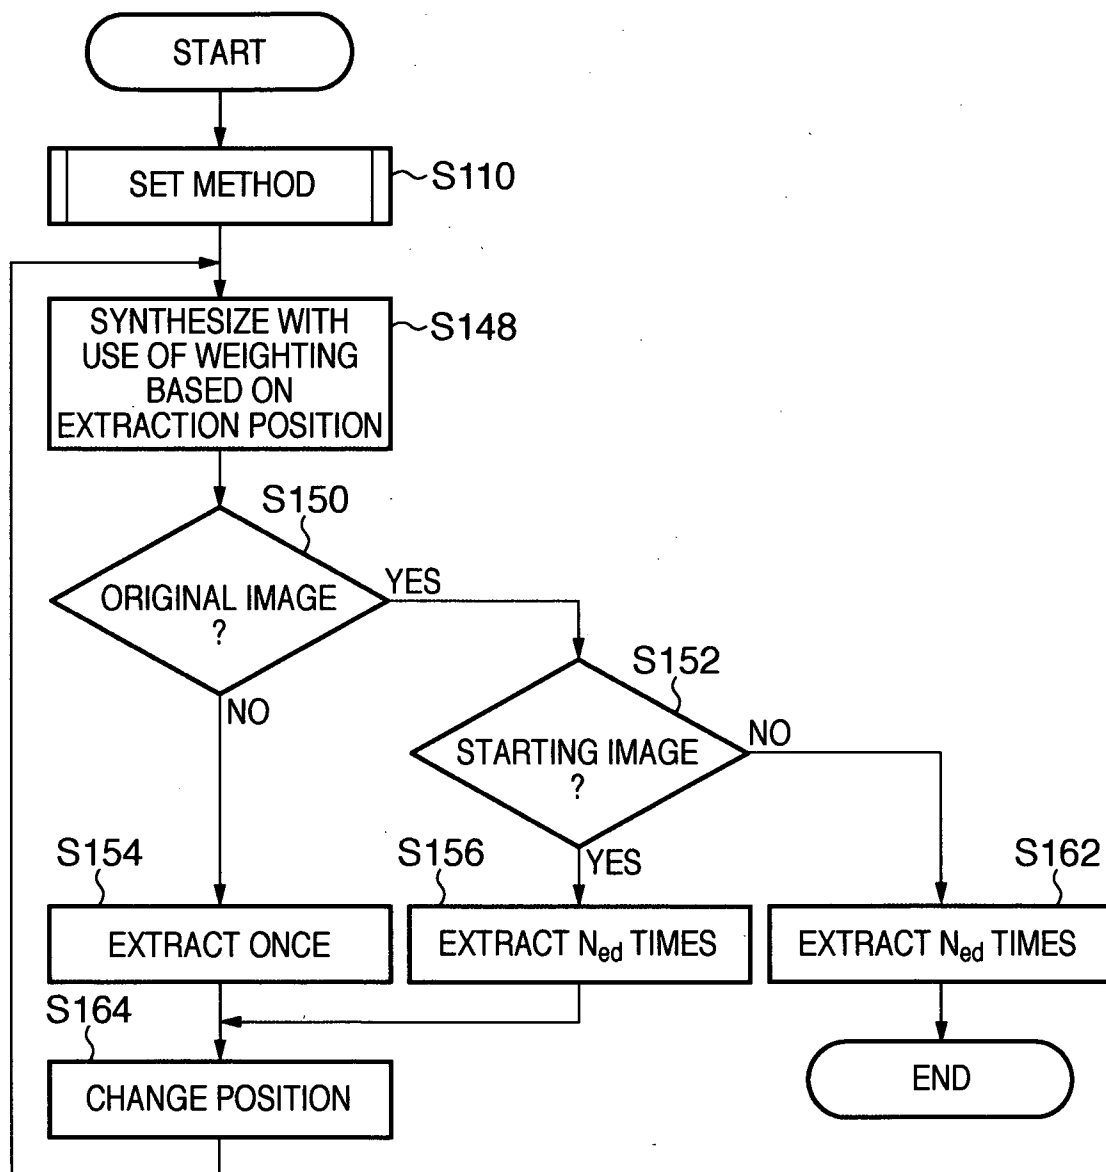 START
SET METHOD
S110
SYNTHESIZE WITH
USE OF WEIGHTING
BASED ON
EXTRACTION POSITION
S148
S150
ORIGINAL IMAGE
?
YES
NO
S152
STARTING IMAGE
?
NO
YES
S154
EXTRACT ONCE
S156
EXTRACT Ned TIMES
S162
EXTRACT Ned TIMES
S164
CHANGE POSITION
END